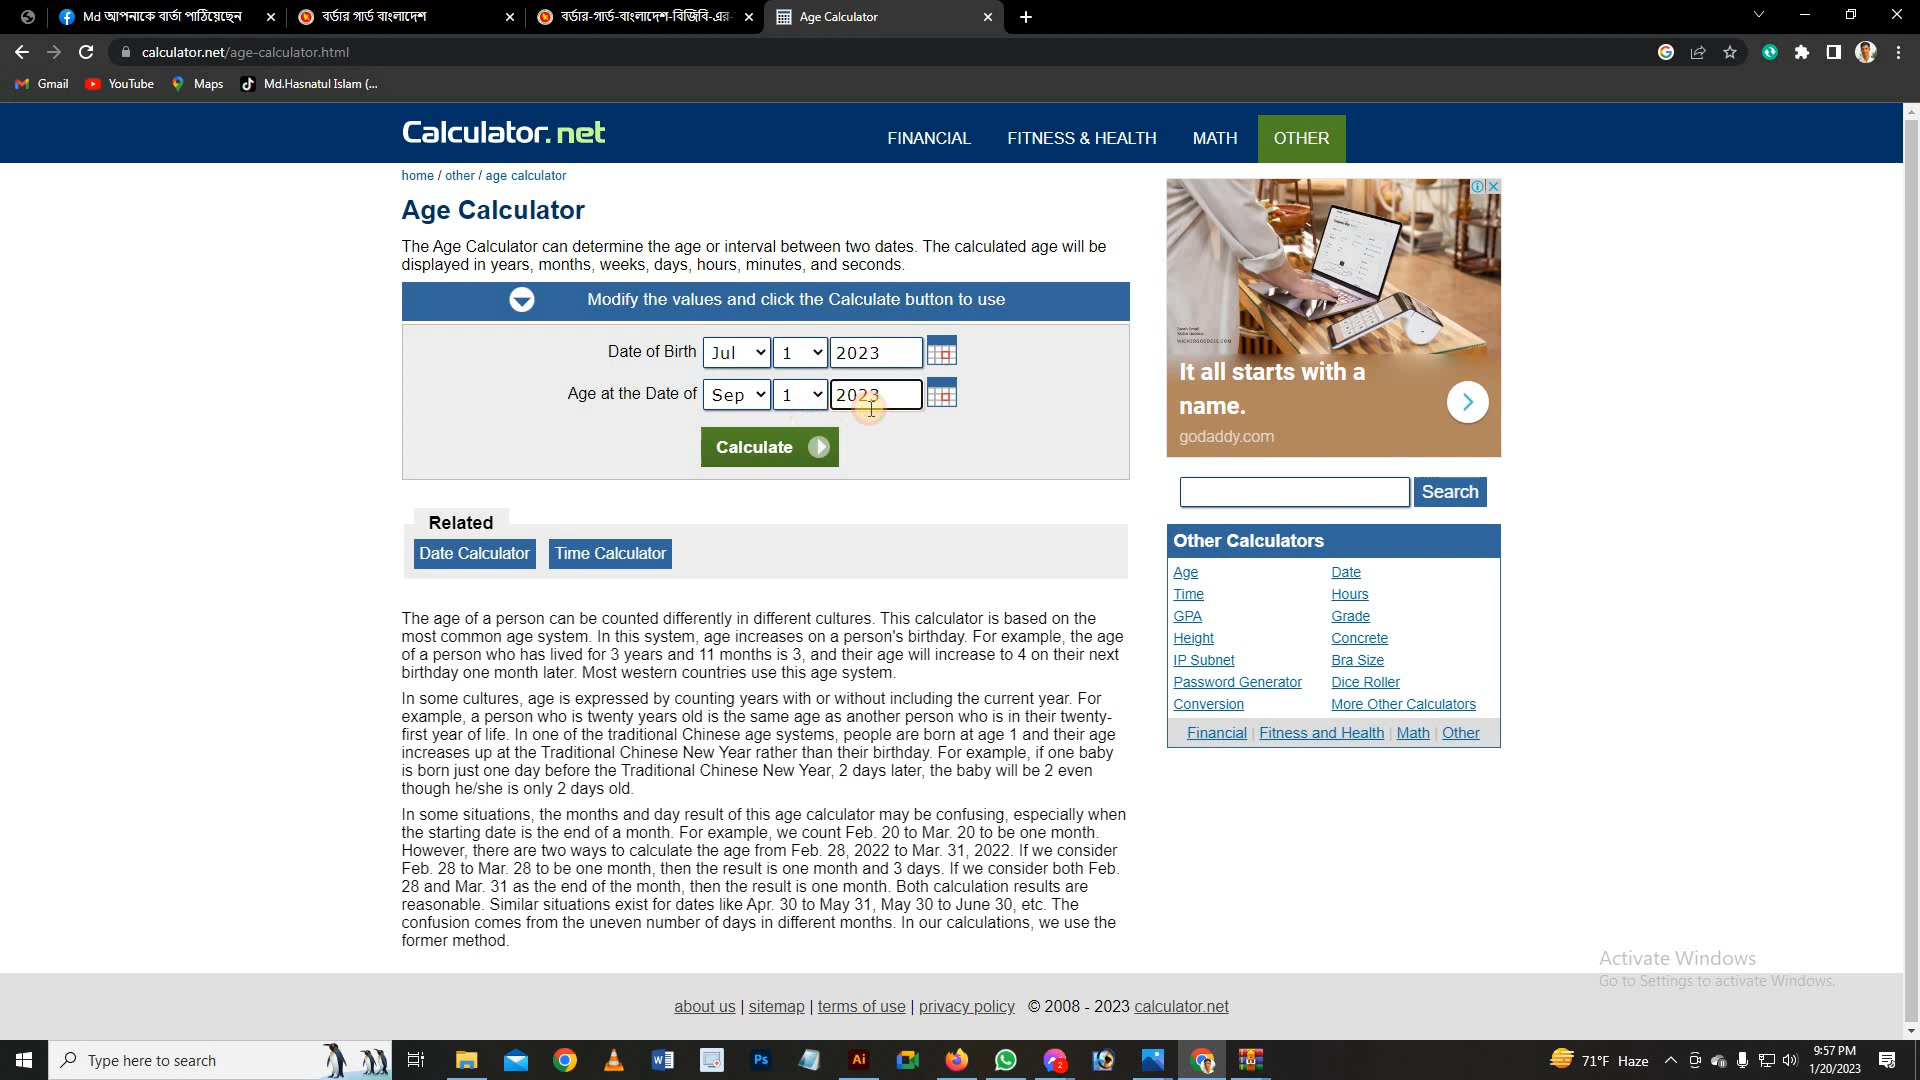 Md আপনাকে বার্তা পাঠিয়েছেন
বর্ডার গার্ড বাংলাদেশ
বর্ডার-গার্ড-বাংলাদেশ-বিজিবি-এর-
Age Calculator
calculator.net/age-calculator.html
Gmail
YouTube
Maps
Md.Hasnatul Islam (...
Calculator.net
FINANCIAL
FITNESS & HEALTH
MATH
OTHER
home / other / age calculator
Age Calculator
The Age Calculator can determine the age or interval between two dates. The calculated age will be
displayed in years, months, weeks, days, hours, minutes, and seconds.
Modify the values and click the Calculate button to use
Date of Birth Jul 1 2023
Age at the Date of Sep 1 2023
Calculate
Related
Date Calculator
Time Calculator
The age of a person can be counted differently in different cultures. This calculator is based on the
most common age system. In this system, age increases on a person's birthday. For example, the age
of a person who has lived for 3 years and 11 months is 3, and their age will increase to 4 on their next
birthday one month later. Most western countries use this age system.
In some cultures, age is expressed by counting years with or without including the current year. For
example, a person who is twenty years old is the same age as another person who is in their twenty-
first year of life. In one of the traditional Chinese age systems, people are born at age 1 and their age
increases up at the Traditional Chinese New Year rather than their birthday. For example, if one baby
is born just one day before the Traditional Chinese New Year, 2 days later, the baby will be 2 even
though he/she is only 2 days old.
In some situations, the months and day result of this age calculator may be confusing, especially when
the starting date is the end of a month. For example, we count Feb. 20 to Mar. 20 to be one month.
However, there are two ways to calculate the age from Feb. 28, 2022 to Mar. 31, 2022. If we consider
Feb. 28 to Mar. 28 to be one month, then the result is one month and 3 days. If we consider both Feb.
28 and Mar. 31 as the end of the month, then the result is one month. Both calculation results are
reasonable. Similar situations exist for dates like Apr. 30 to May 31, May 30 to June 30, etc. The
confusion comes from the uneven number of days in different months. In our calculations, we use the
former method.
It all starts with a
name.
godaddy.com
Search
Other Calculators
Age Date
Time Hours
GPA Grade
Height Concrete
IP Subnet Bra Size
Password Generator Dice Roller
Conversion More Other Calculators
Financial | Fitness and Health | Math | Other
Activate Windows
Go to Settings to activate Windows.
about us | sitemap | terms of use | privacy policy © 2008 - 2023 calculator.net
Type here to search
Ps
Ai
2
71°F Haze
9:57 PM
1/20/2023